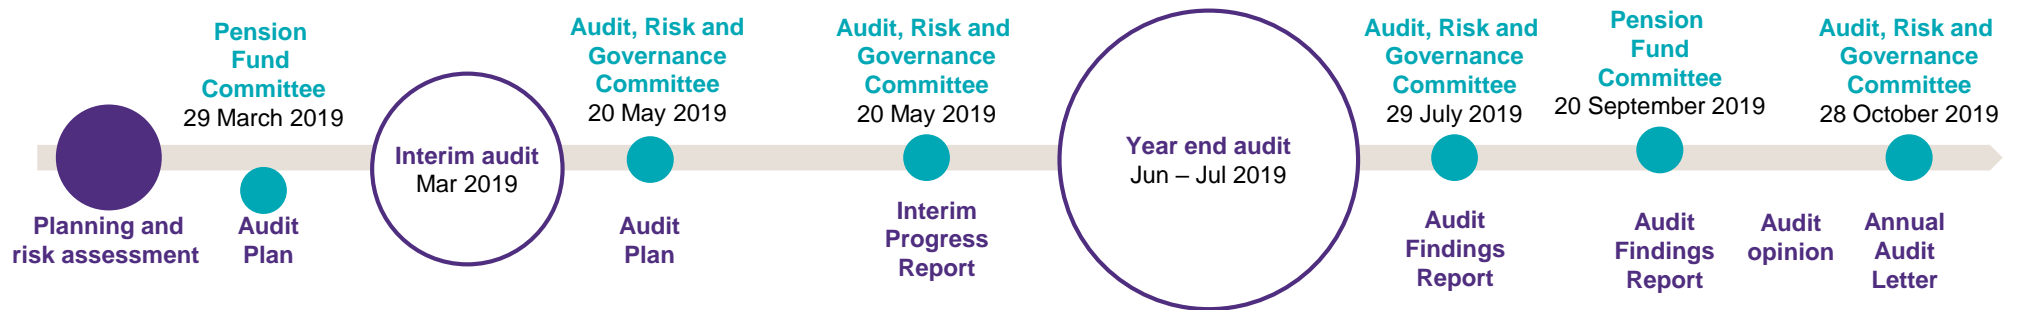 Pension
Fund
Committee
29 March 2019
Audit, Risk and
Governance
Committee
20 May 2019
Audit, Risk and
Governance
Committee
20 May 2019
Audit, Risk and
Governance
Committee
29 July 2019
Pension
Fund
Committee
20 September 2019
Audit, Risk and
Governance
Committee
28 October 2019
Interim audit
Mar 2019
Year end audit
Jun – Jul 2019
Planning and
risk assessment
Audit
Plan
Audit
Plan
Interim
Progress
Report
Audit
Findings
Report
Audit
Findings
Report
Audit
opinion
Annual
Audit
Letter